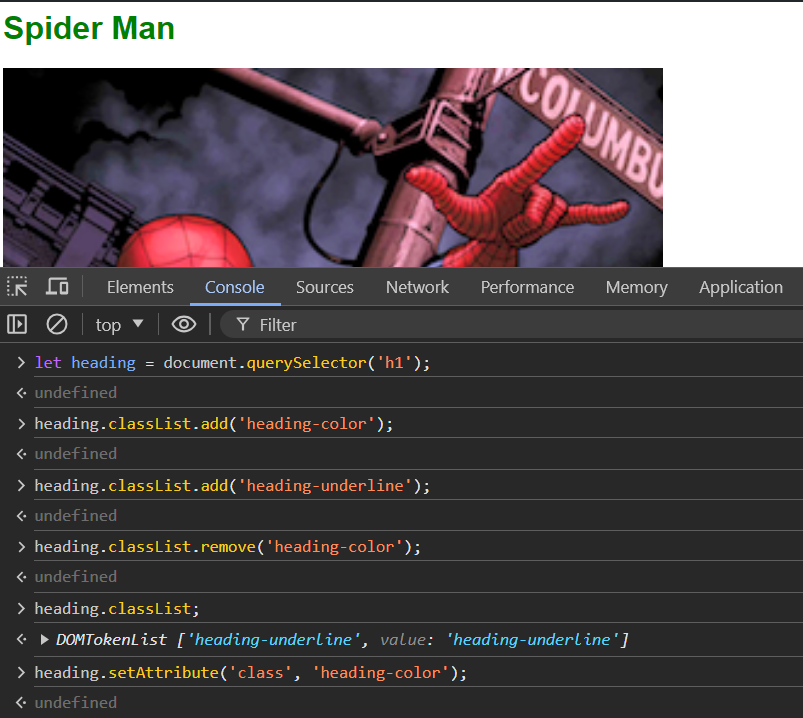 Spider Man
COLUMBU
Elements Console Sources Network Performance Memory Application
top Filter
let heading = document.querySelector('h1');
undefined
heading.classList.add('heading-color');
undefined
heading.classList.add('heading-underline');
undefined
heading.classList.remove('heading-color');
undefined
heading.classList;
DOMTokenList ['heading-underline', value: 'heading-underline']
heading.setAttribute('class', 'heading-color');
undefined